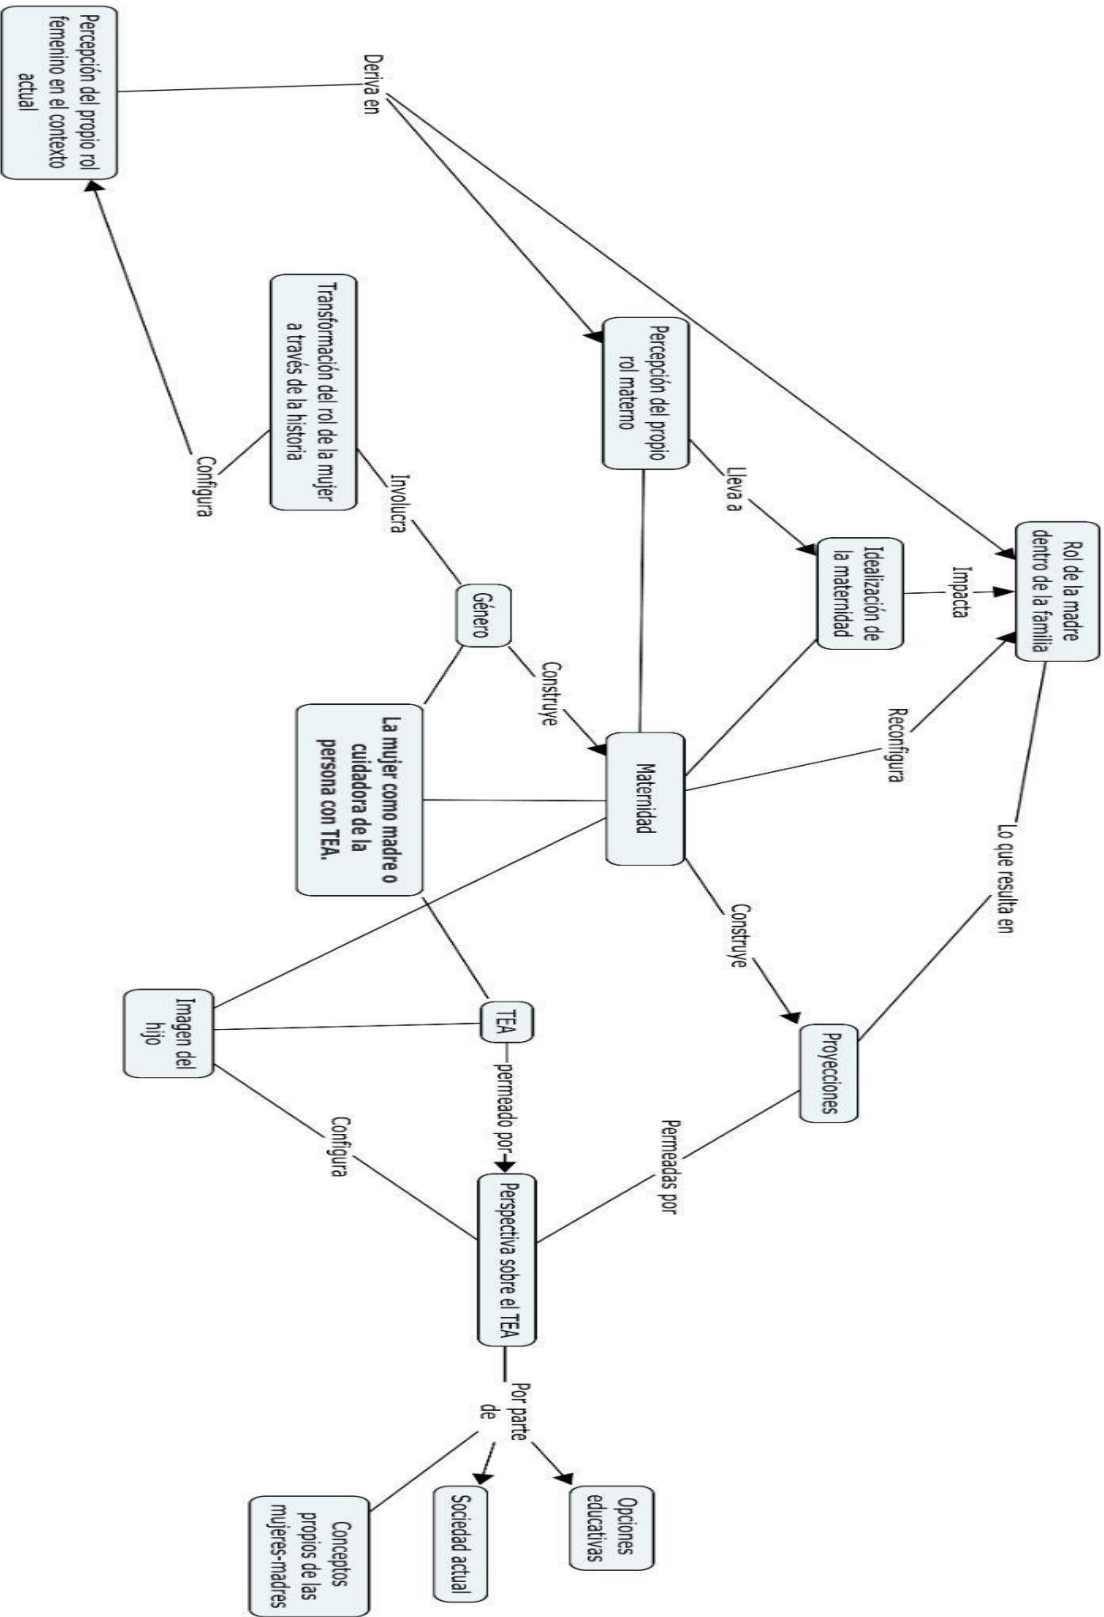 Rol de la madre
dentro de la familia
Lo que resulta en
Impacta
Reconfigura
Idealización de
la maternidad
Proyecciones
Lleva a
Construye
Permeadas por
Percepción del propio
rol materno
Maternidad
Opciones
educativas
Construye
Género
TEA
permeado por
Perspectiva sobre el TEA
Por parte
de
Sociedad actual
Deriva en
Involucra
La mujer como madre o
cuidadora de la
persona con TEA.
Configura
Conceptos
propios de las
mujeres-madres
Transformación del rol de la mujer
a través de la historia
Configura
Imagen del
hijo
Percepción del propio rol
femenino en el contexto
actual